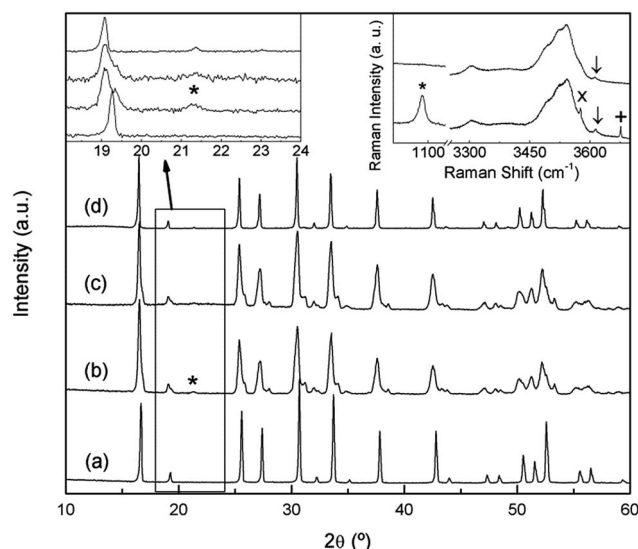 19 20 21 22 23 24
*
Raman Intensity (a. u.)
* x ↓ ↓ +
1100 3300 3450 3600
Raman Shift (cm⁻¹)
Intensity (a.u.)
(d)
(c)
(b)
*
(a)
10 20 30 40 50 60
2θ (º)